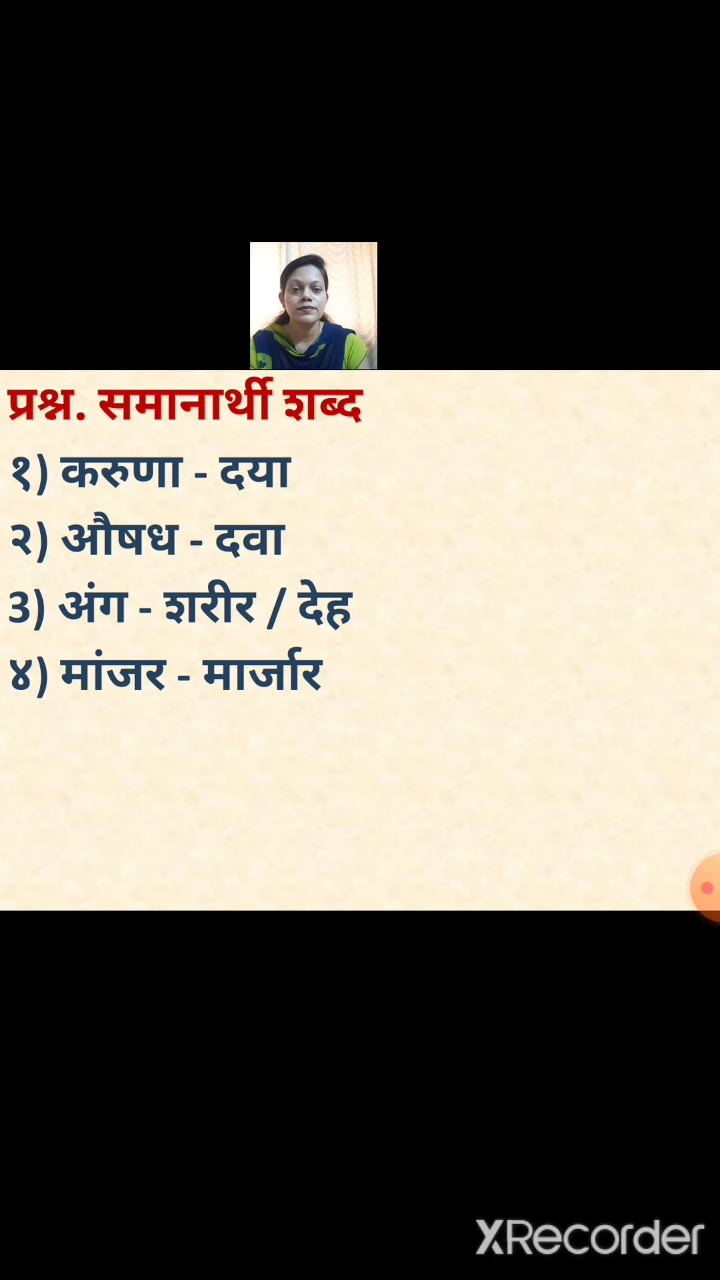 प्रश्न. समानार्थी शब्द
१) करुणा - दया
२) औषध - दवा
3) अंग - शरीर / देह
४) मांजर - मार्जार
XRecorder